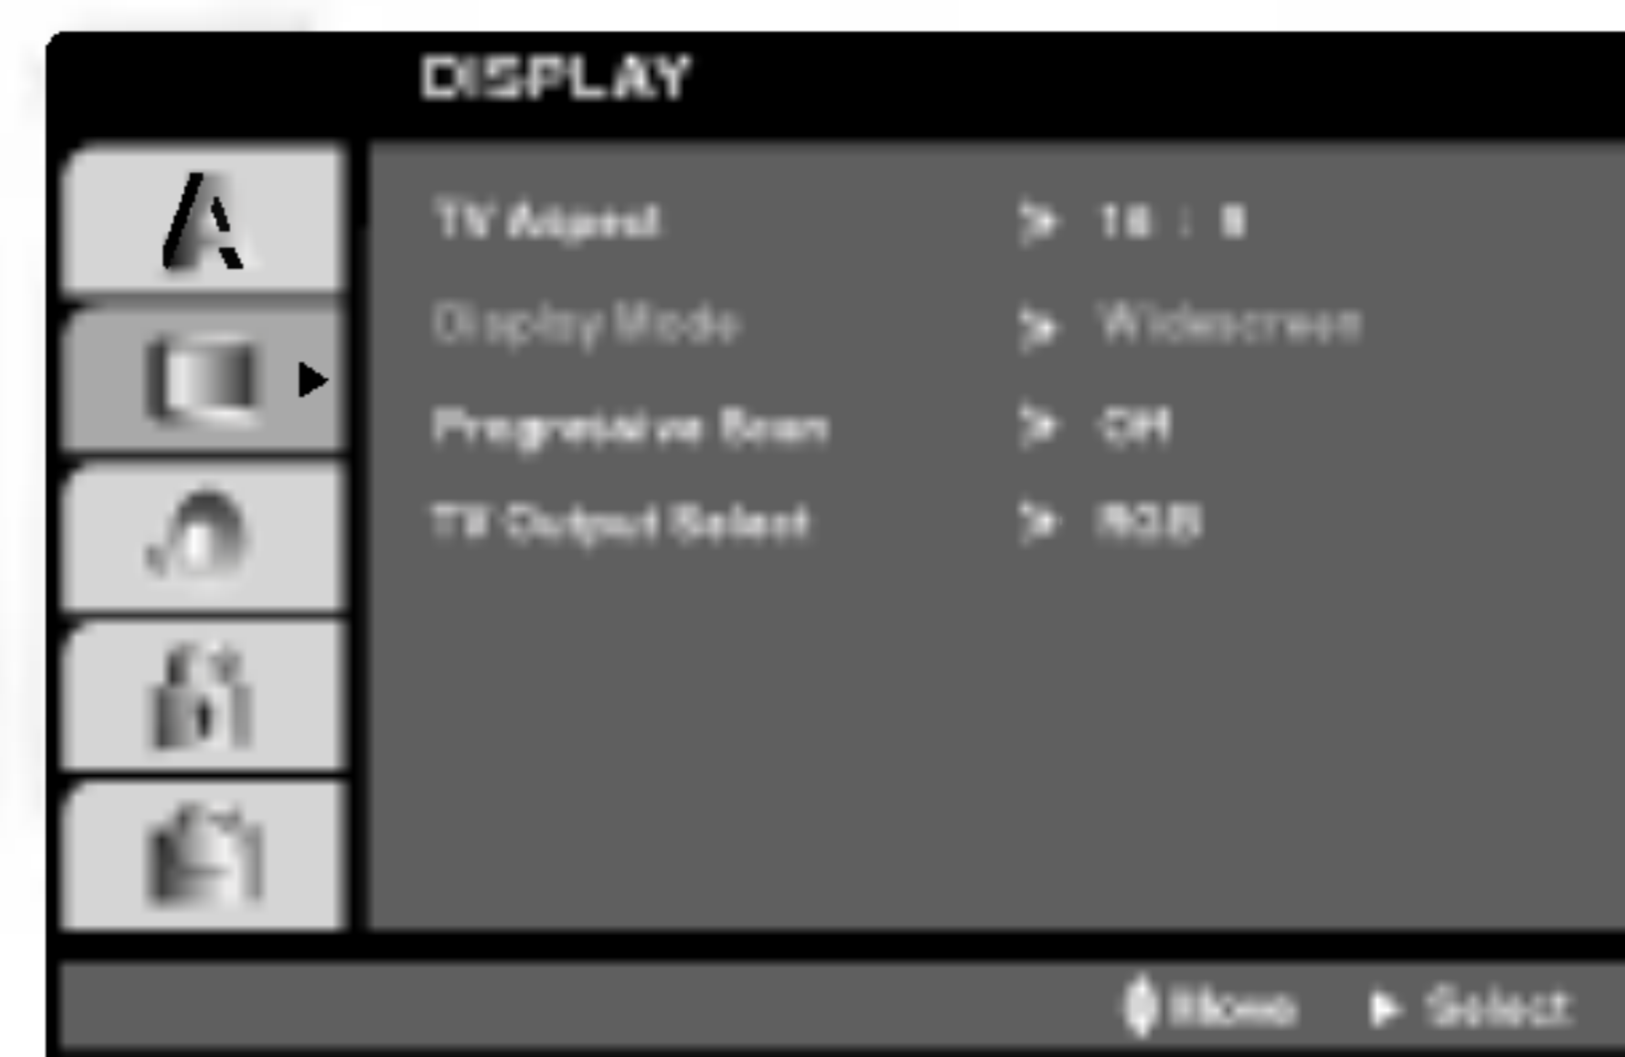 DISPLAY
TV Aspect 16 : 9
Display Mode Widescreen
Progressive Scan Off
TV Output Select RGB
Move Select